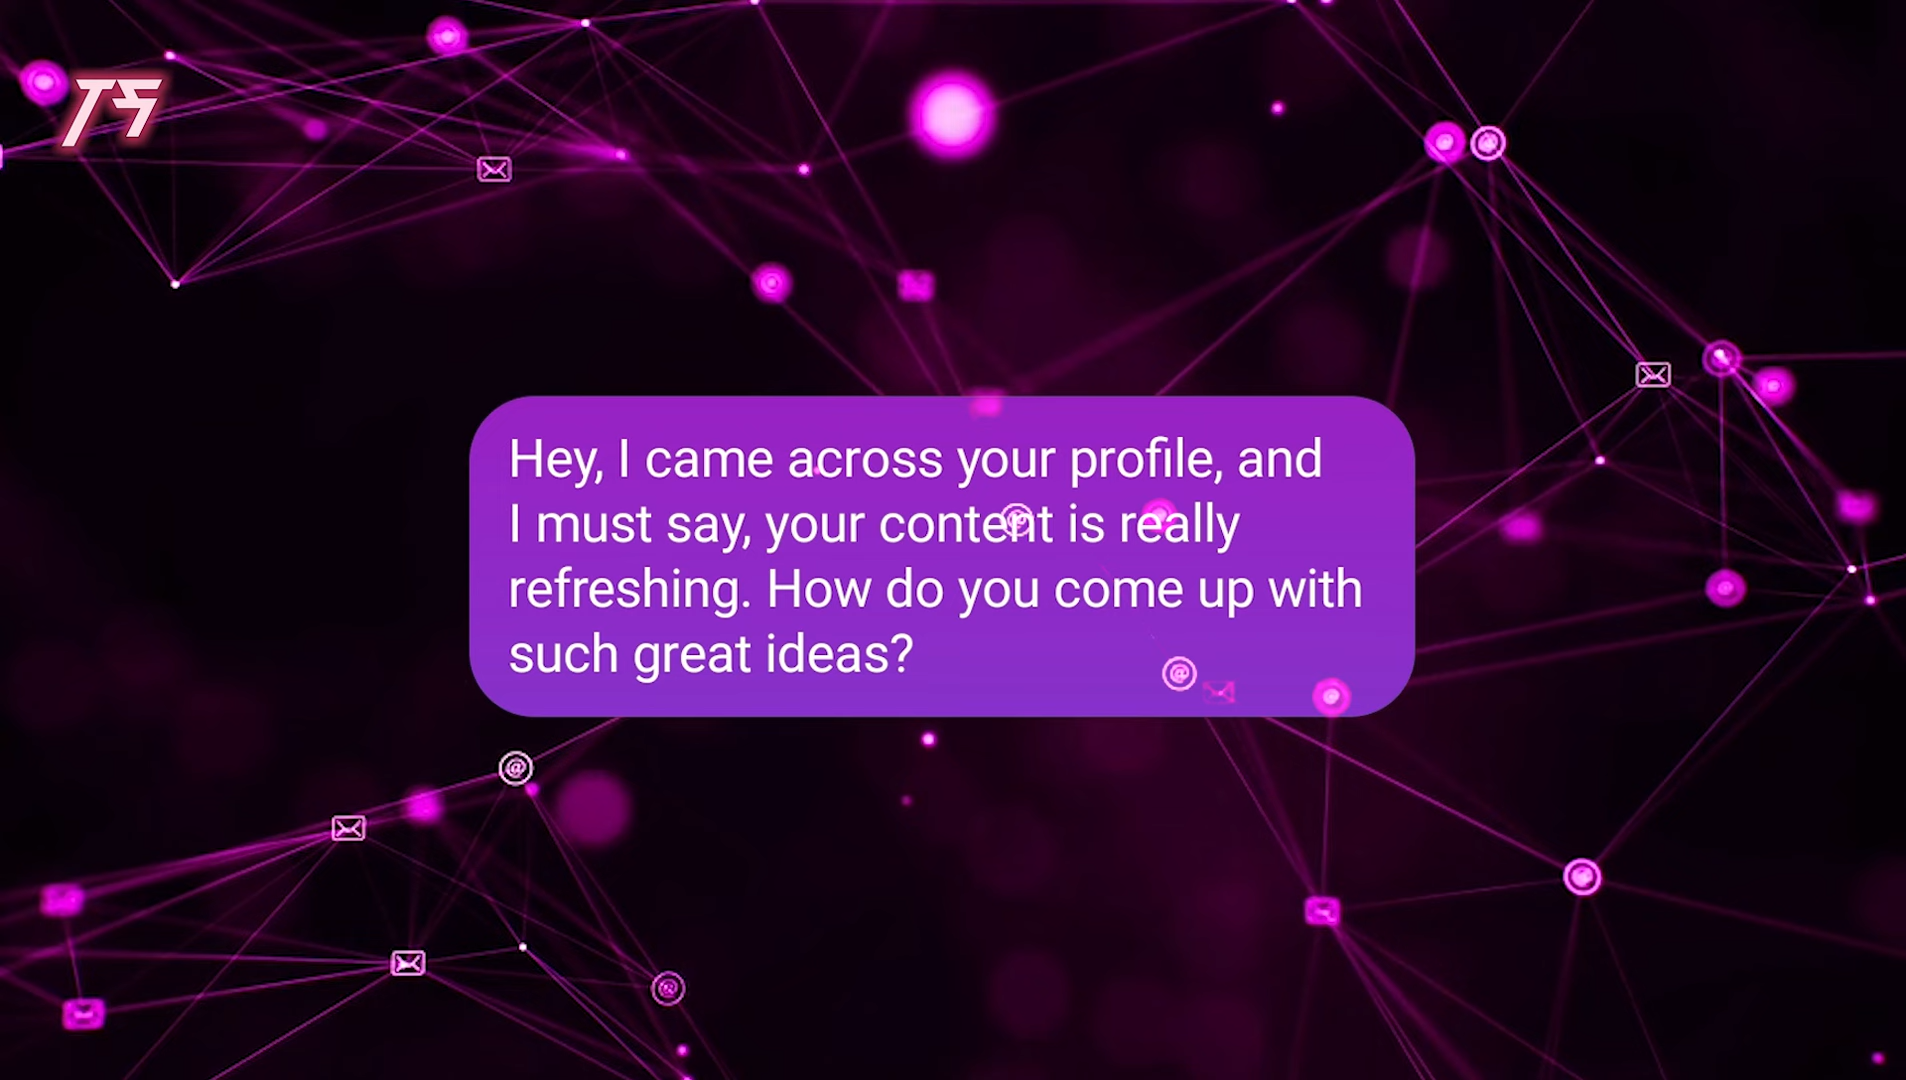 TS
Hey, I came across your profile, and
I must say, your content is really
refreshing. How do you come up with
such great ideas?